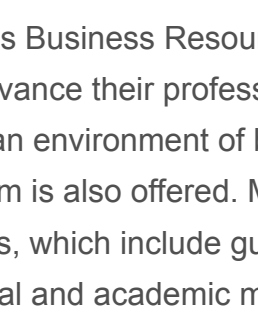 s Business Resou
vance their profess
an environment of
m is also offered. M
s, which include gu
al and academic m